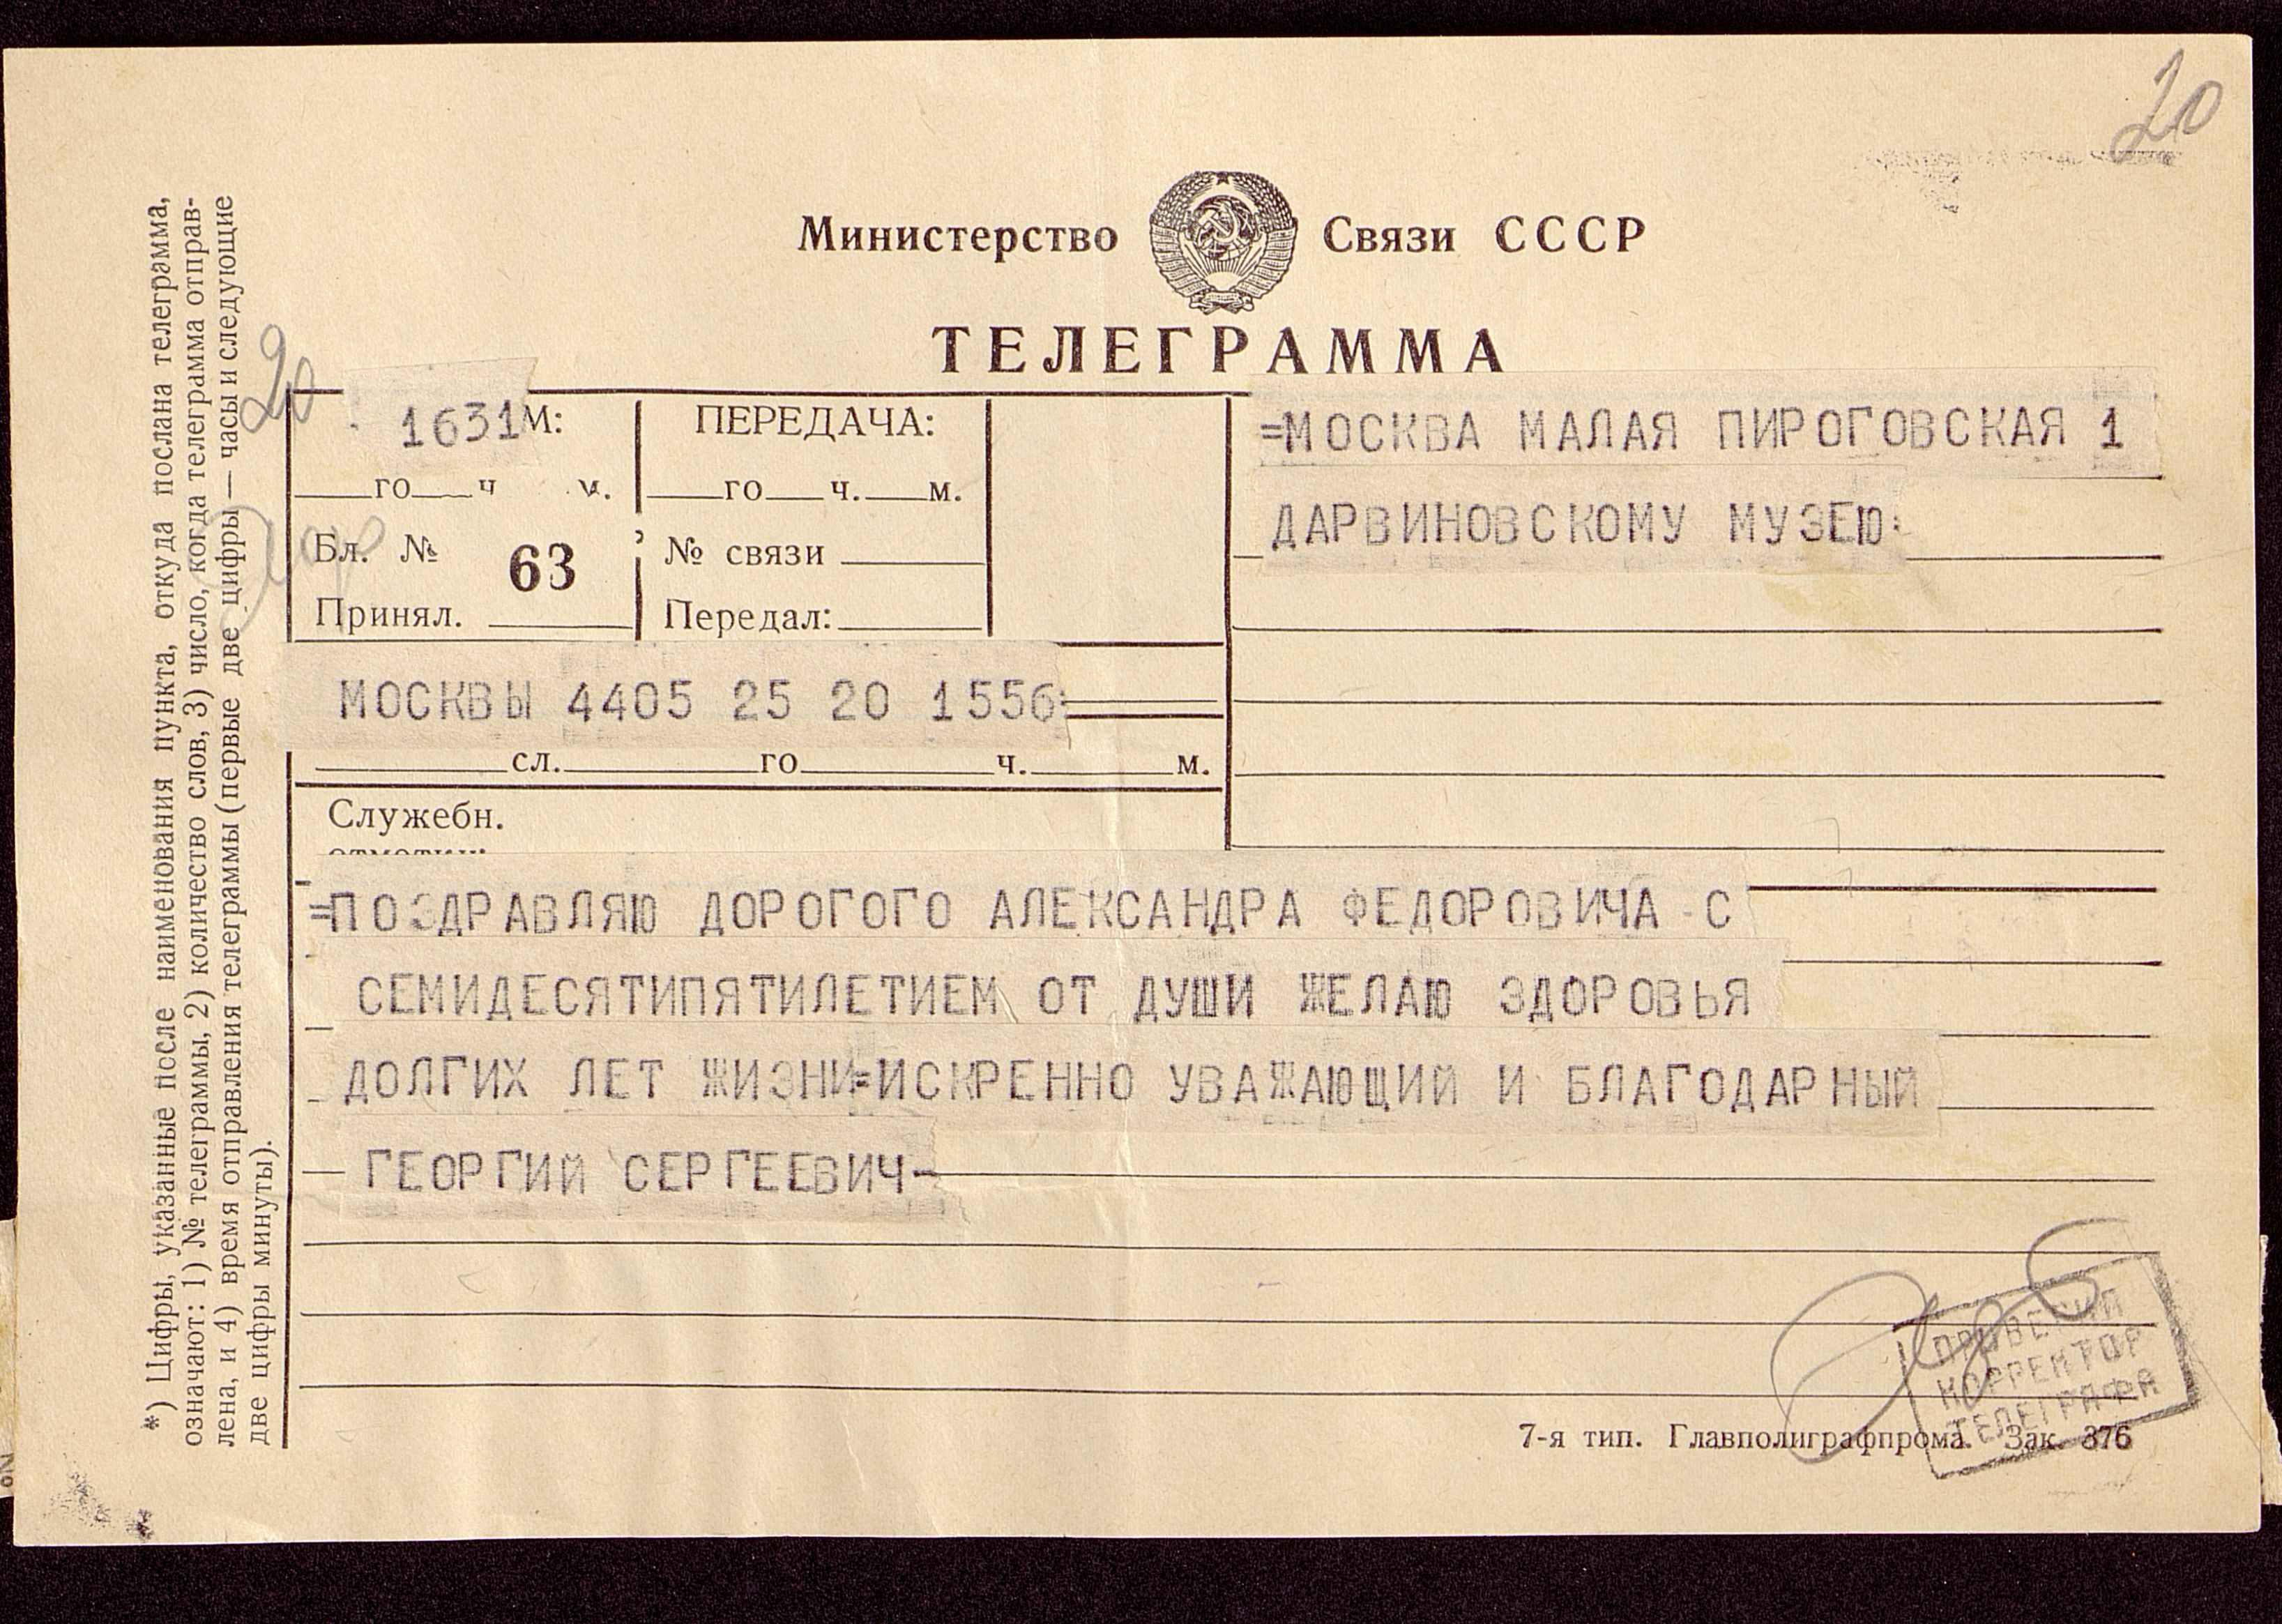 20
Министерство Связи СССР
ТЕЛЕГРАММА
20
1631 М:
го ч м.
Бл. № 63
Принял.
ПЕРЕДАЧА:
го ч. м.
№ связи
Передал:
=МОСКВА МАЛАЯ ПИРОГОВСКАЯ 1
ДАРВИНОВСКОМУ МУЗЕЮ=
МОСКВЫ 4405 25 20 1556=
сл. го ч. м.
Служебн.
=ПОЗДРАВЛЯЮ ДОРОГОГО АЛЕКСАНДРА ФЕДОРОВИЧА С
СЕМИДЕСЯТИПЯТИЛЕТИЕМ ОТ ДУШИ ЖЕЛАЮ ЗДОРОВЬЯ
ДОЛГИХ ЛЕТ ЖИЗНИ=ИСКРЕННО УВАЖАЮЩИЙ И БЛАГОДАРНЫЙ
ГЕОРГИЙ СЕРГЕЕВИЧ-
ПРОВЕРИЛ
КОРРЕКТОР
ТЕЛЕГРАФА
7-я тип. Главполиграфпрома. Зак. 376
*) Цифры, указанные после наименования пункта, откуда послана телеграмма,
означают: 1) № телеграммы, 2) количество слов, 3) число, когда телеграмма отправ-
лена, и 4) время отправления телеграммы (первые две цифры — часы и следующие
две цифры минуты).